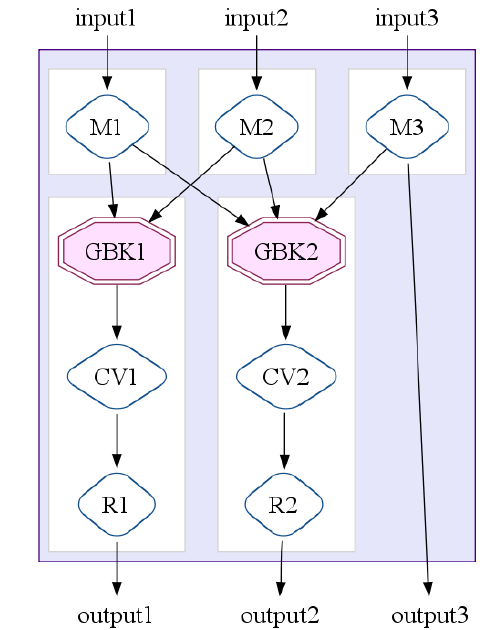 input1 input2 input3
M1 M2 M3
GBK1 GBK2
CV1 CV2
R1 R2
output1 output2 output3